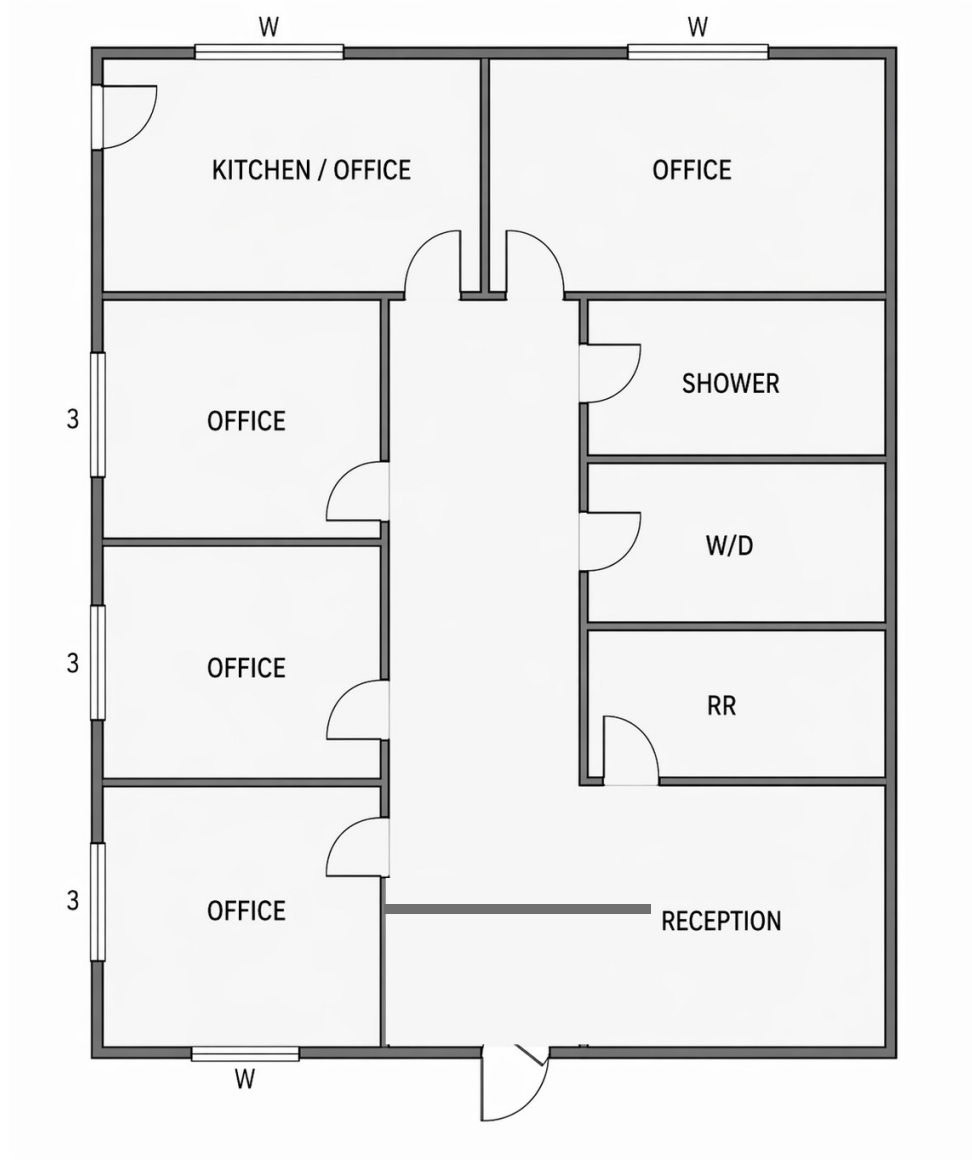 W
W
KITCHEN / OFFICE
OFFICE
SHOWER
3
OFFICE
W/D
3
OFFICE
RR
3
OFFICE
RECEPTION
W